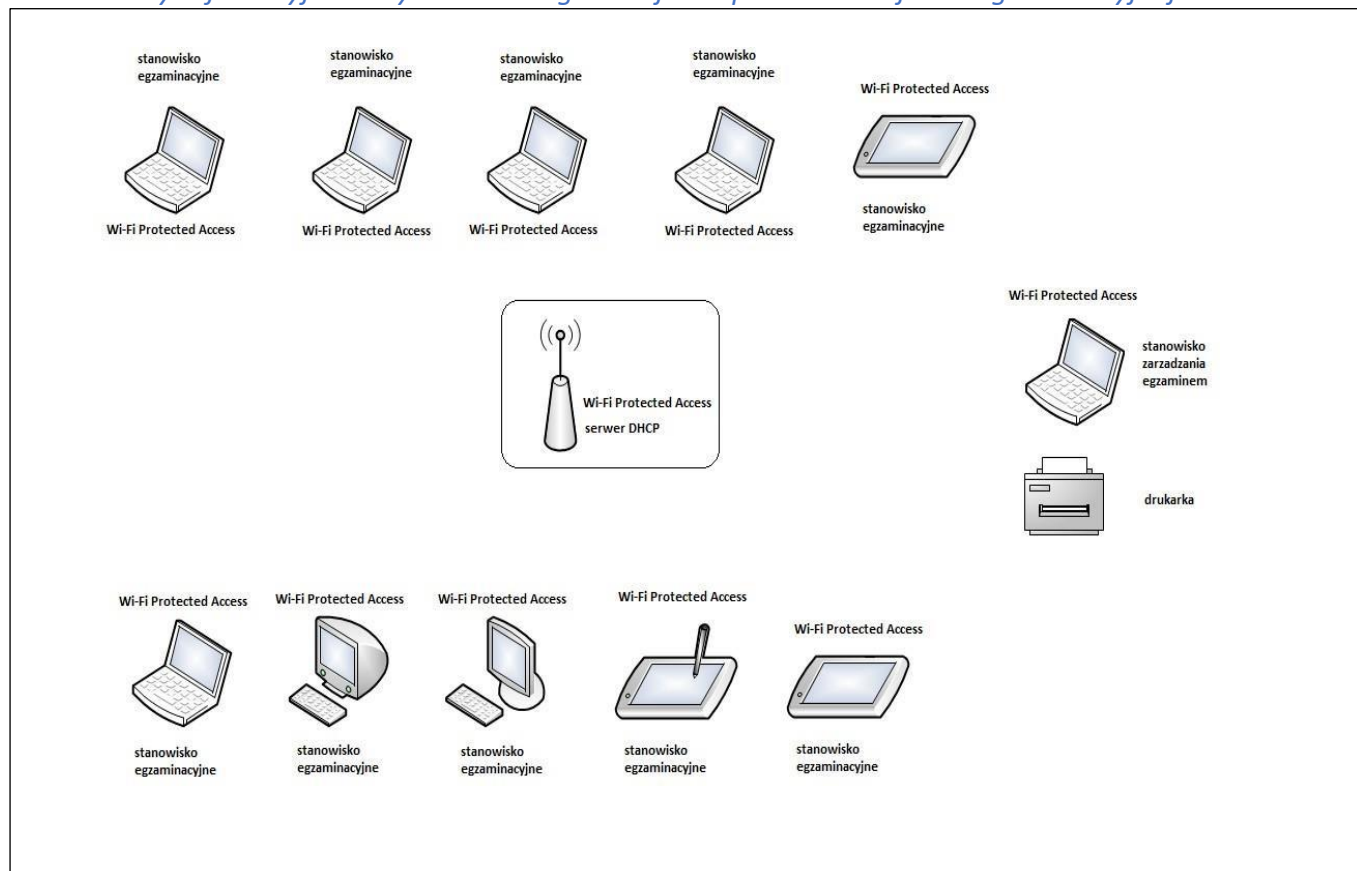 stanowisko
egzaminacyjne
stanowisko
egzaminacyjne
stanowisko
egzaminacyjne
stanowisko
egzaminacyjne
Wi-Fi Protected Access
stanowisko
egzaminacyjne
Wi-Fi Protected Access
Wi-Fi Protected Access
Wi-Fi Protected Access
Wi-Fi Protected Access
Wi-Fi Protected Access
stanowisko
zarzadzania
egzaminem
Wi-Fi Protected Access
serwer DHCP
drukarka
Wi-Fi Protected Access
Wi-Fi Protected Access
Wi-Fi Protected Access
Wi-Fi Protected Access
Wi-Fi Protected Access
stanowisko
egzaminacyjne
stanowisko
egzaminacyjne
stanowisko
egzaminacyjne
stanowisko
egzaminacyjne
stanowisko
egzaminacyjne